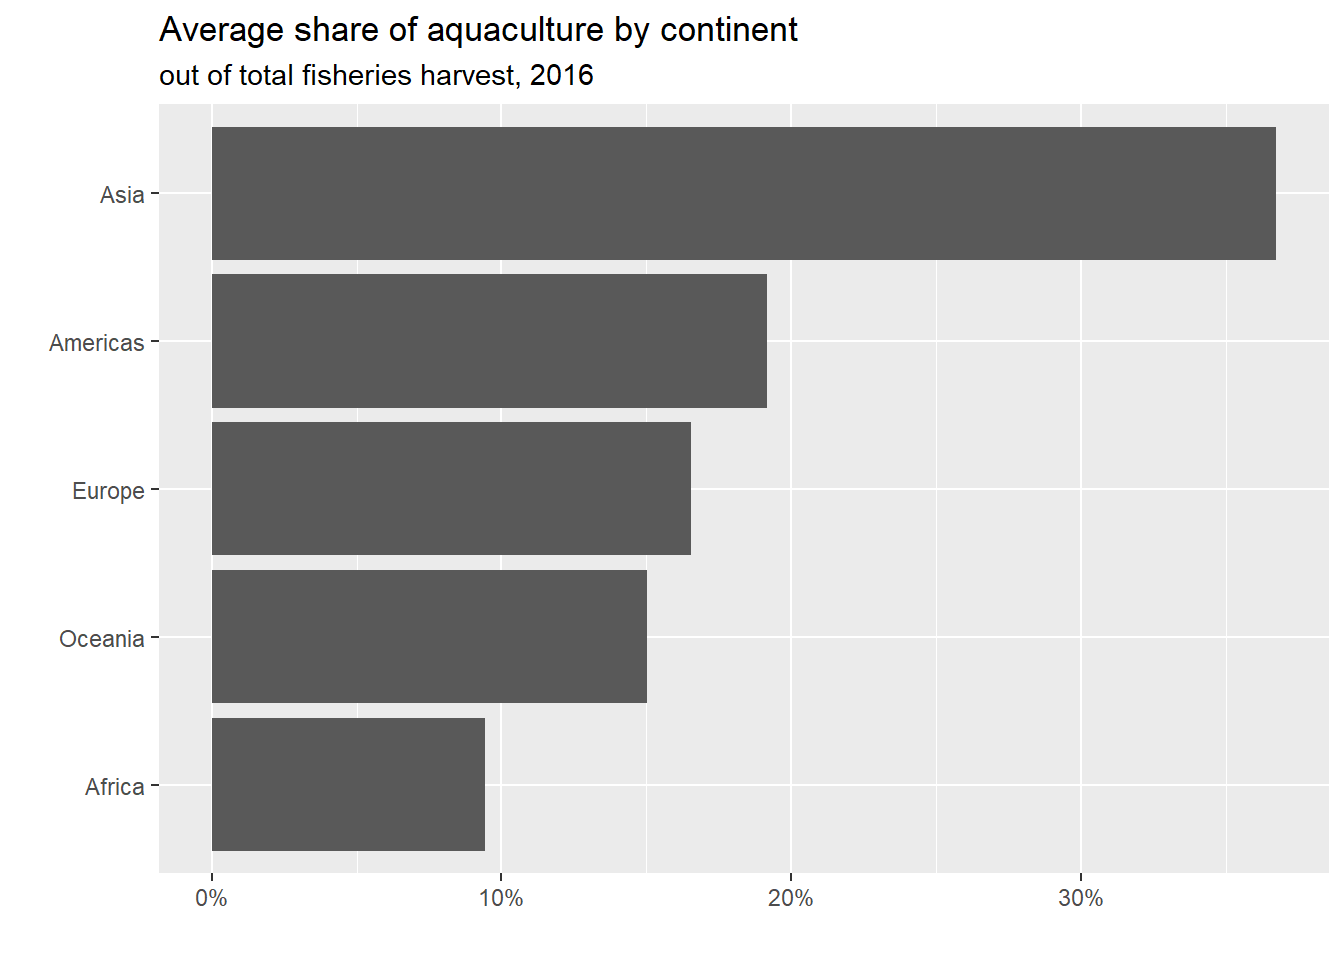 Average share of aquaculture by continent
out of total fisheries harvest, 2016
Asia
Americas
Europe
Oceania
Africa
0% 10% 20% 30%